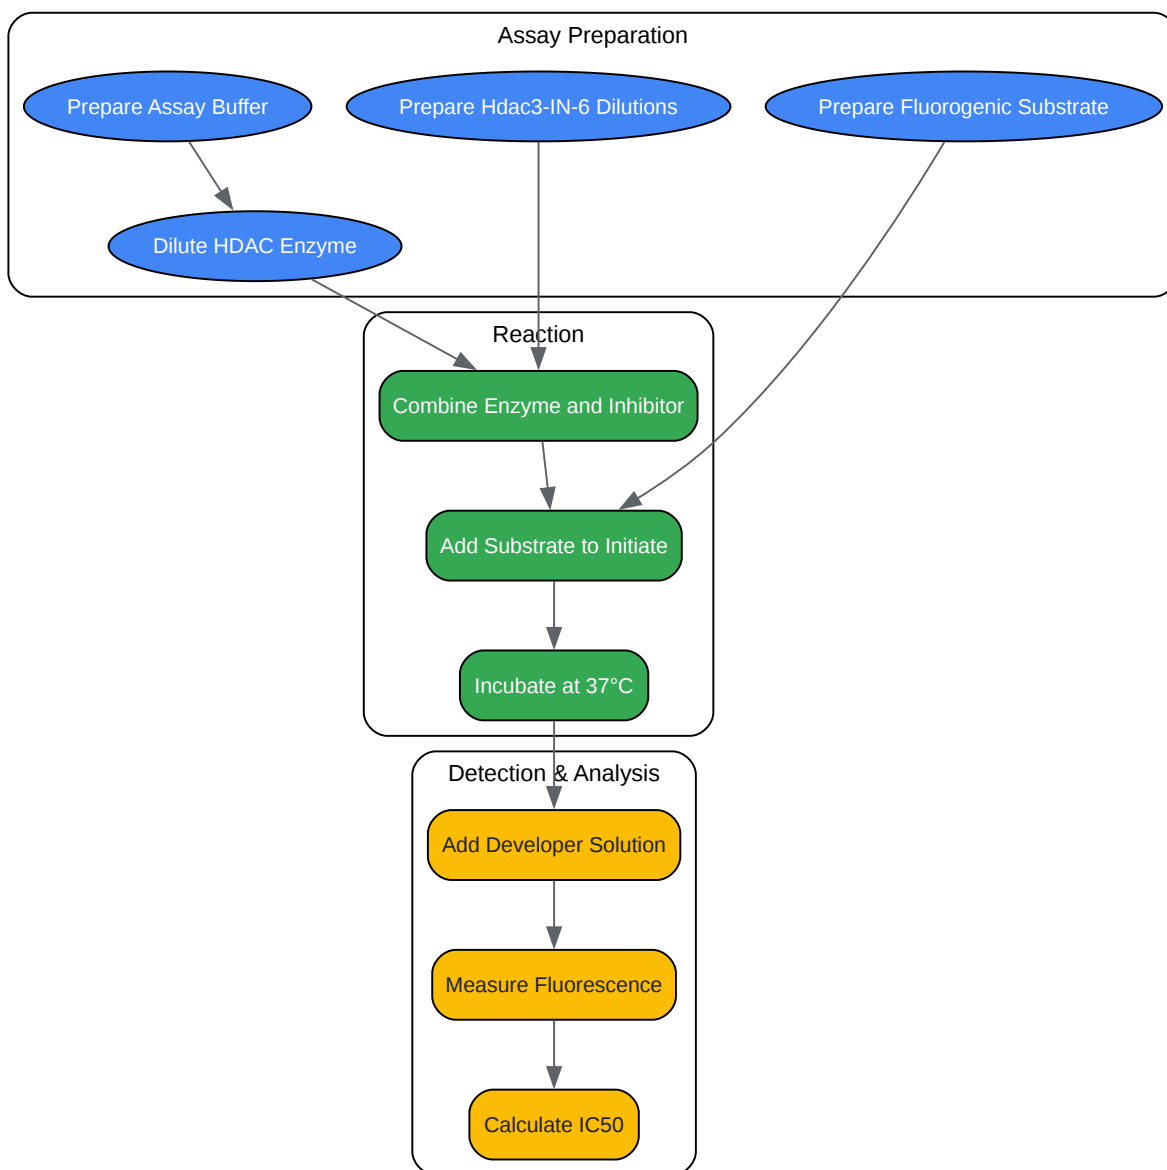 Assay Preparation
Prepare Assay Buffer
Prepare Hdac3-IN-6 Dilutions
Prepare Fluorogenic Substrate
Dilute HDAC Enzyme
Reaction
Combine Enzyme and Inhibitor
Add Substrate to Initiate
Incubate at 37°C
Detection & Analysis
Add Developer Solution
Measure Fluorescence
Calculate IC50